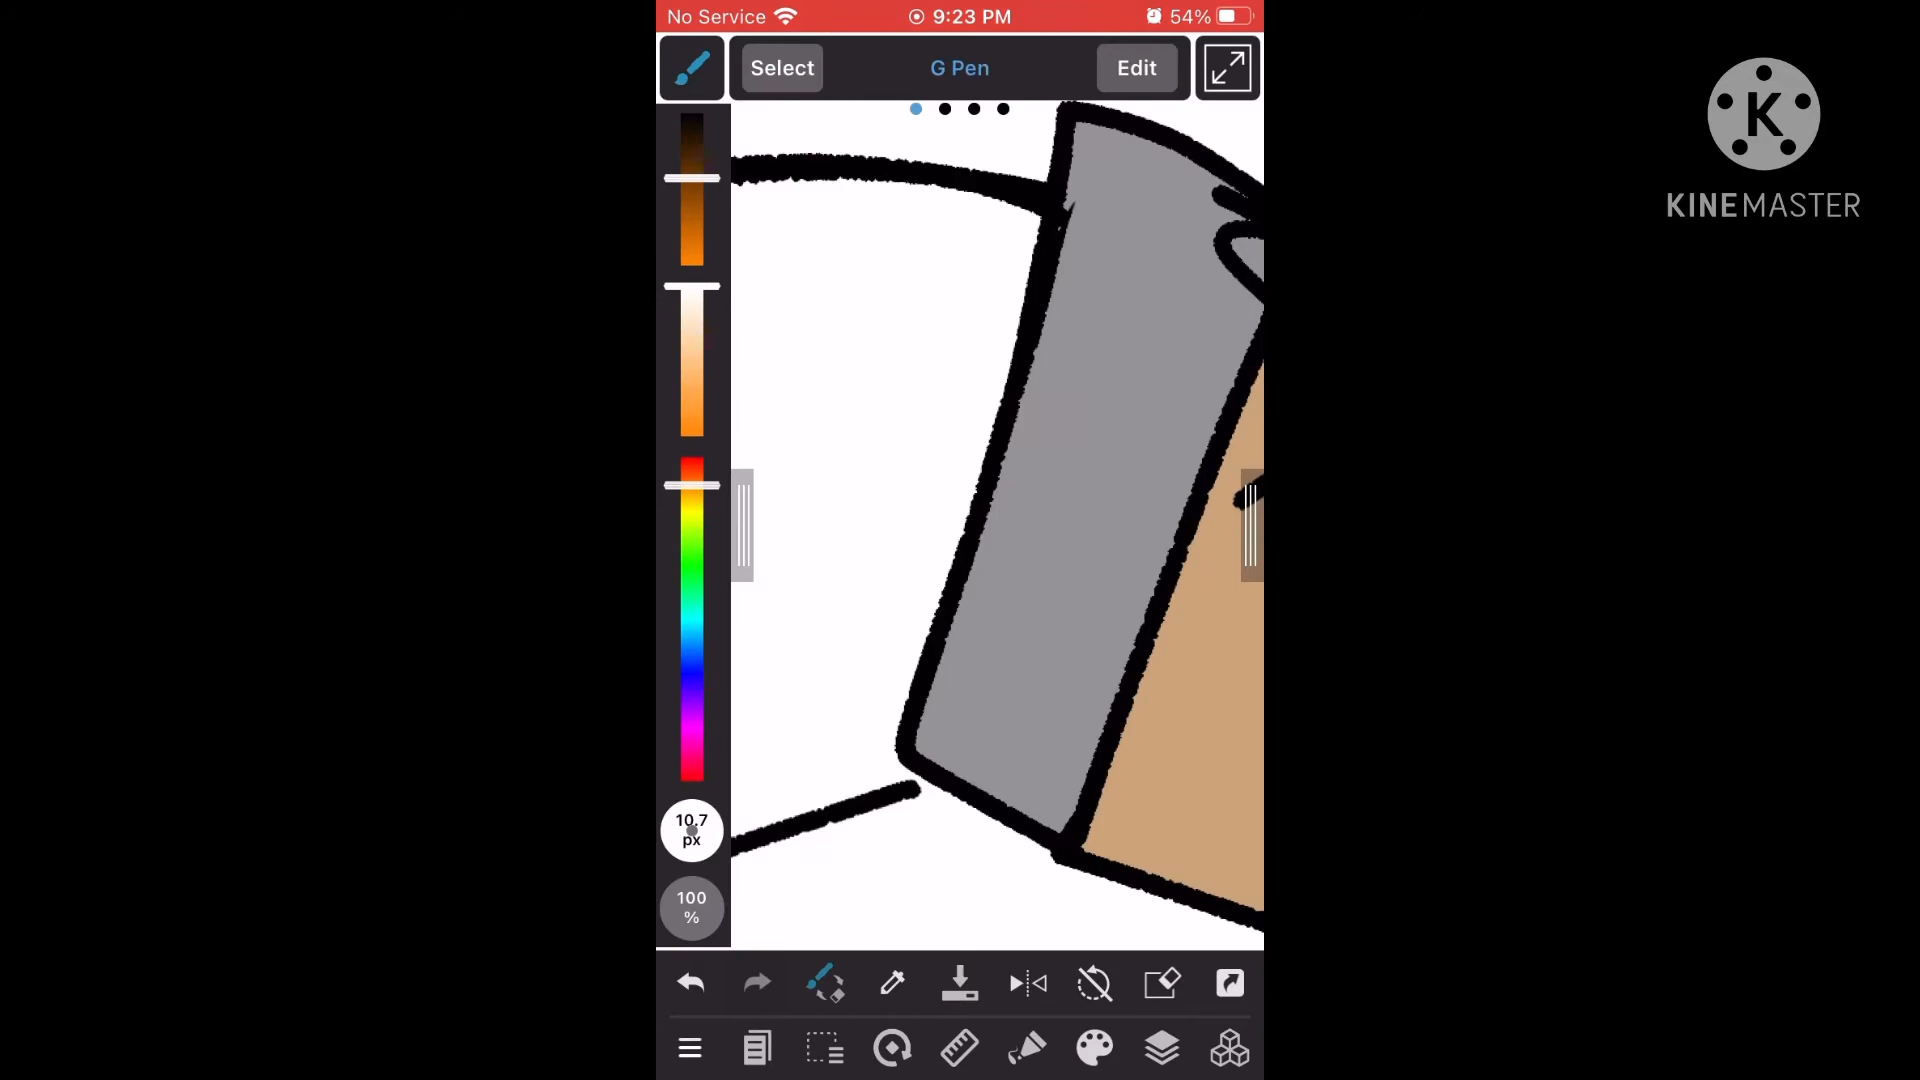 No Service 9:23 PM 54%
Select G Pen Edit
K
KINEMASTER
10.7
px
100
%